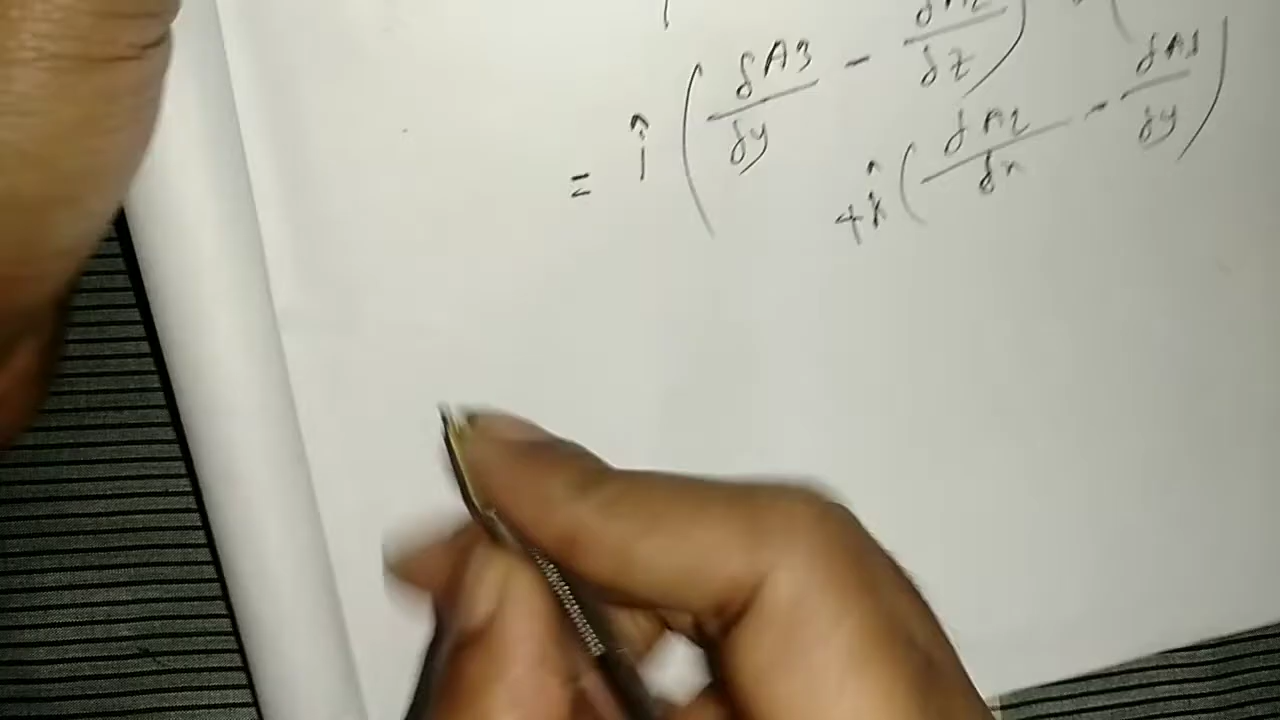 = î ( δA3/δy - δA2/δz )
+k̂ ( δA2/δx - δA1/δy )